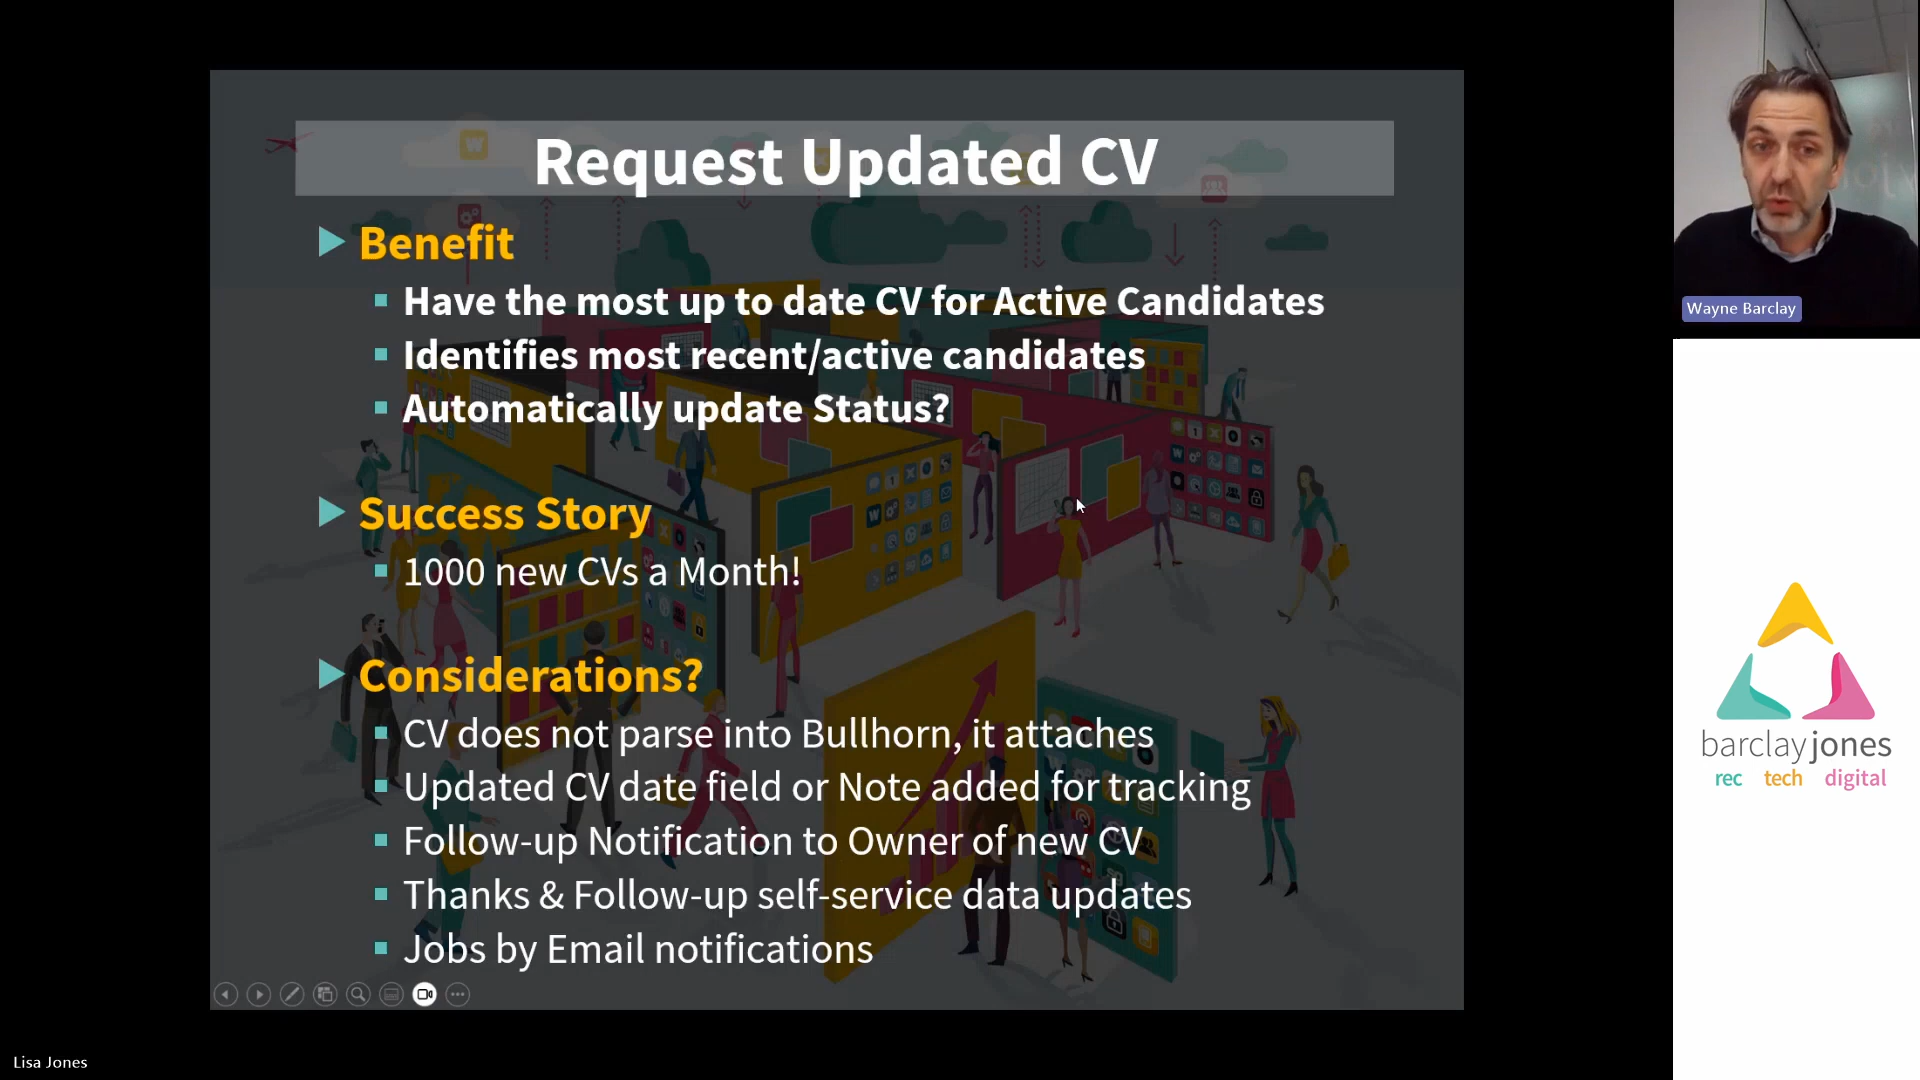 Request Updated CV
Benefit
Have the most up to date CV for Active Candidates
Identifies most recent/active candidates
Automatically update Status?
Success Story
1000 new CVs a Month!
Considerations?
CV does not parse into Bullhorn, it attaches
Updated CV date field or Note added for tracking
Follow-up Notification to Owner of new CV
Thanks & Follow-up self-service data updates
Jobs by Email notifications
Wayne Barclay
barclayjones
rec tech digital
Lisa Jones